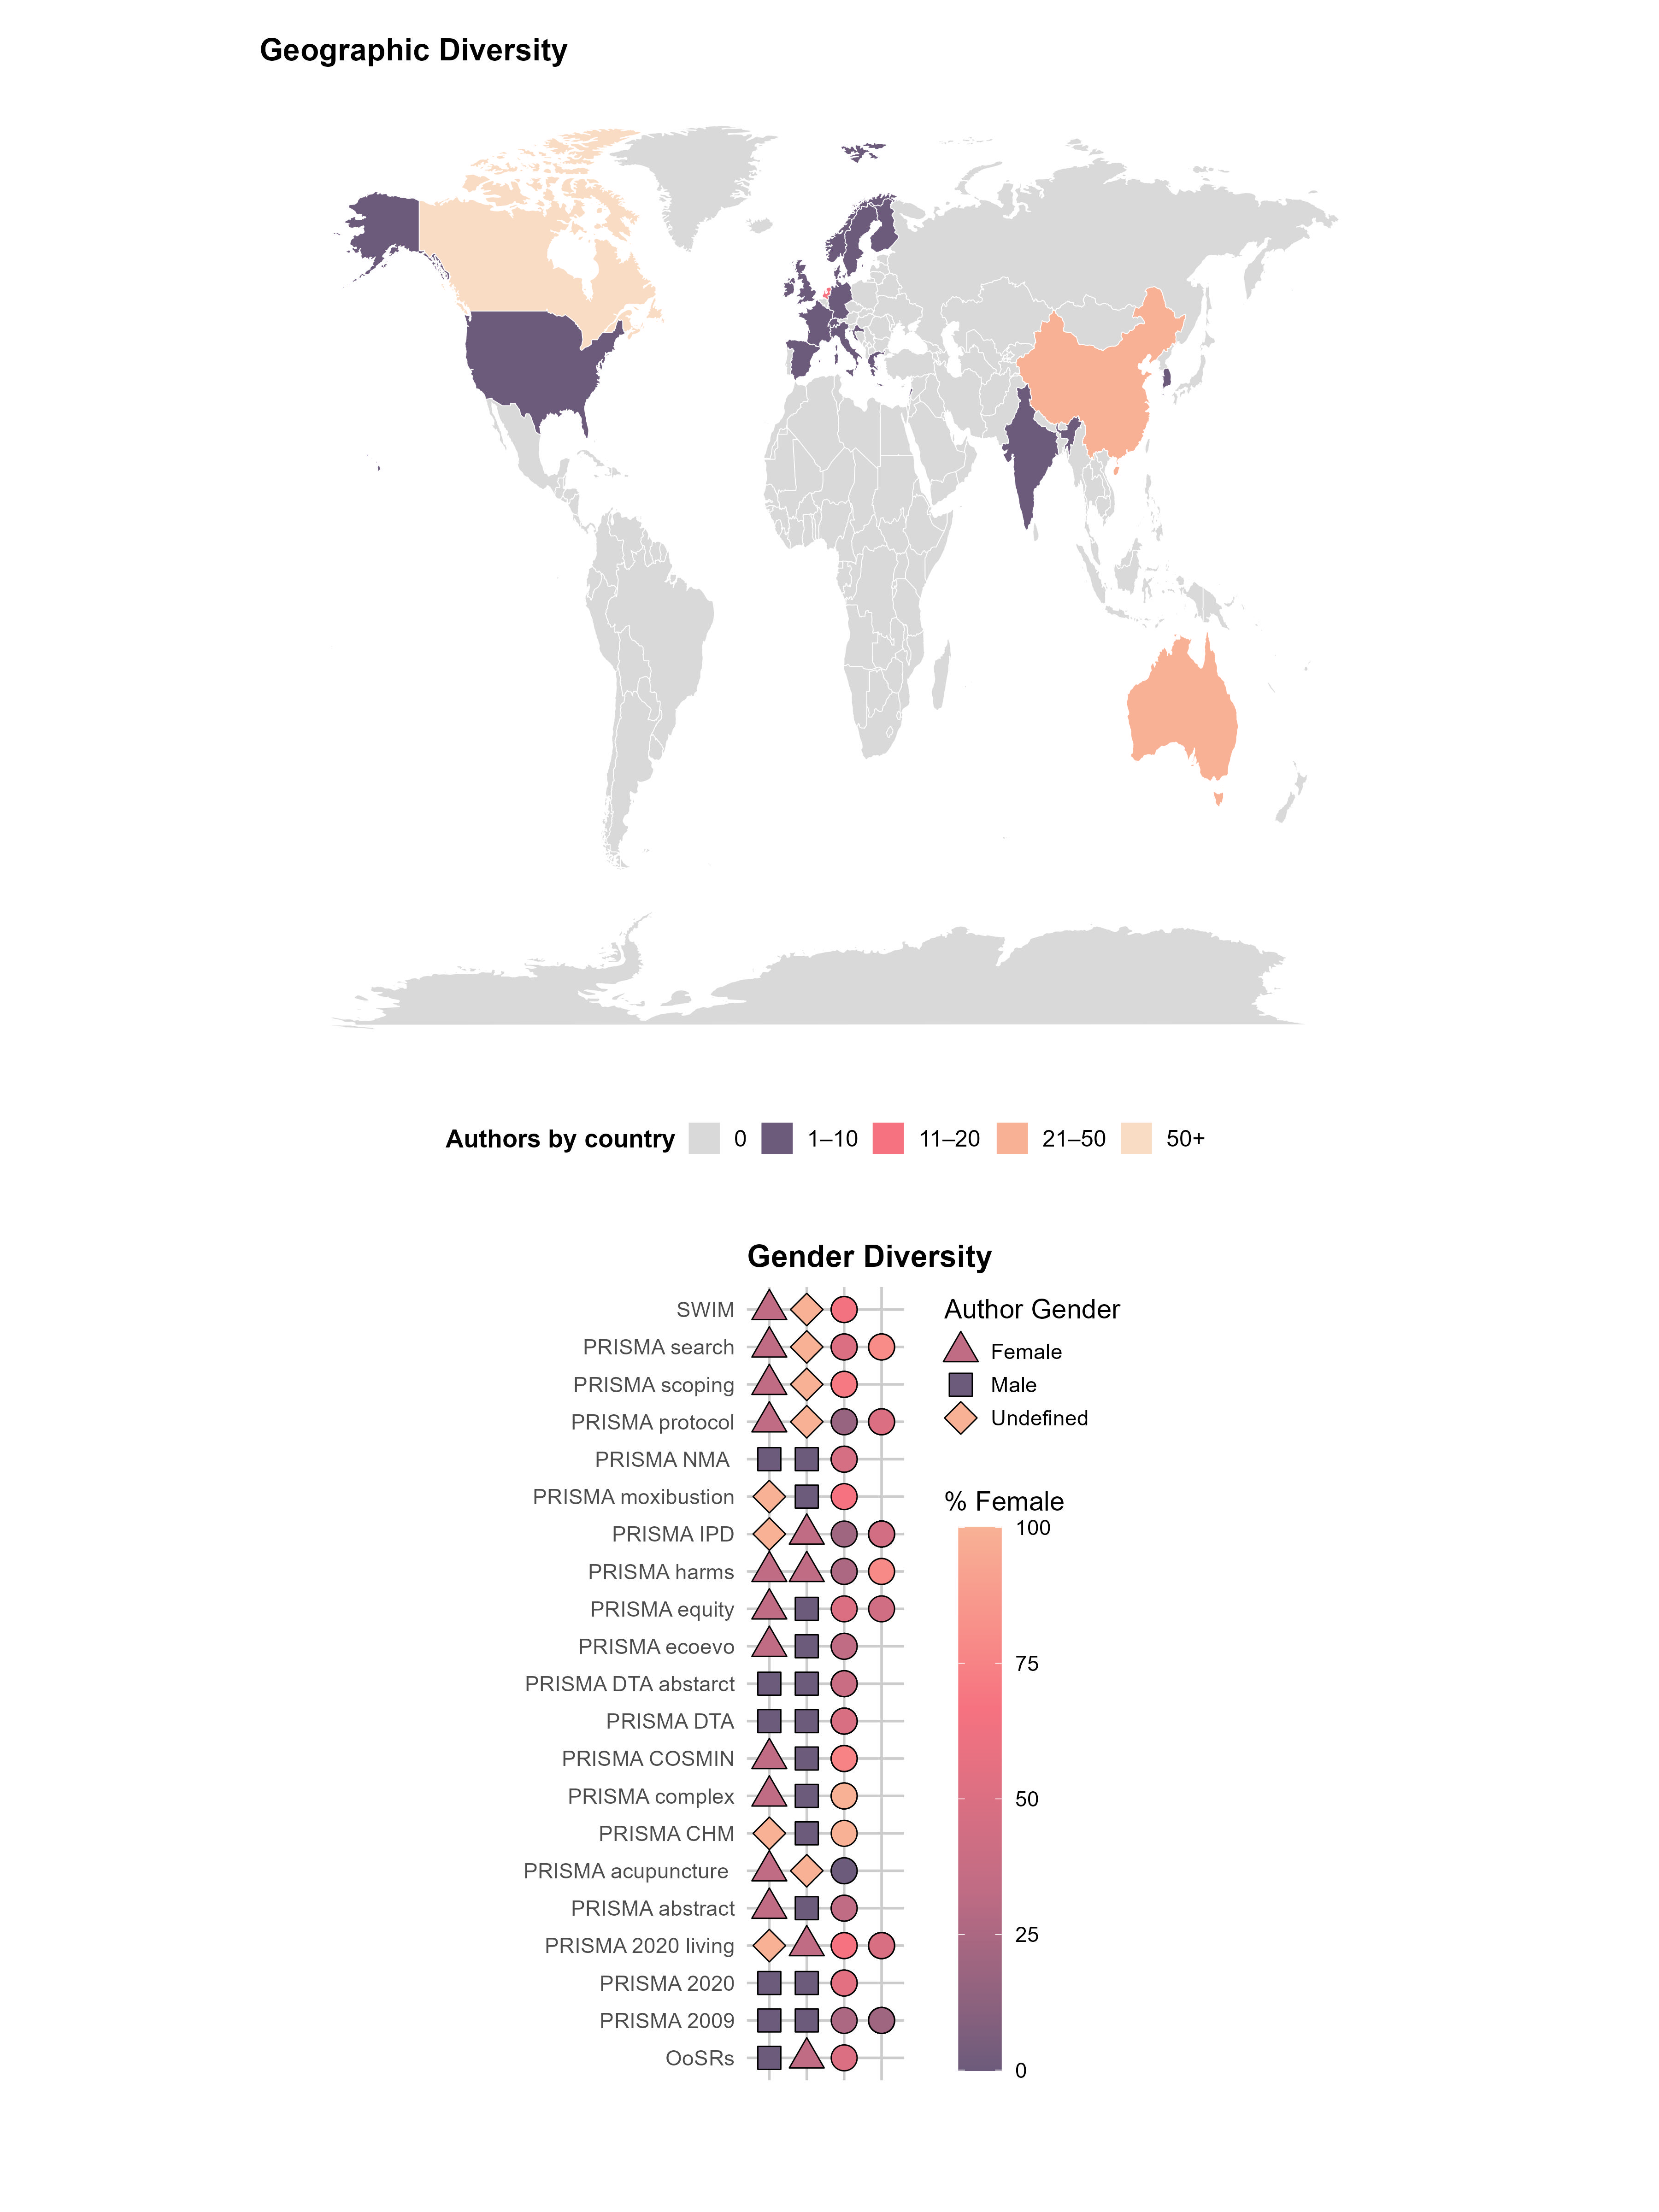 Geographic Diversity
Authors by country 0 1–10 11–20 21–50 50+
Gender Diversity
SWIM
PRISMA search
PRISMA scoping
PRISMA protocol
PRISMA NMA
PRISMA moxibustion
PRISMA IPD
PRISMA harms
PRISMA equity
PRISMA ecoevo
PRISMA DTA abstarct
PRISMA DTA
PRISMA COSMIN
PRISMA complex
PRISMA CHM
PRISMA acupuncture
PRISMA abstract
PRISMA 2020 living
PRISMA 2020
PRISMA 2009
OoSRs
Author Gender
Female
Male
Undefined
% Female
100
75
50
25
0